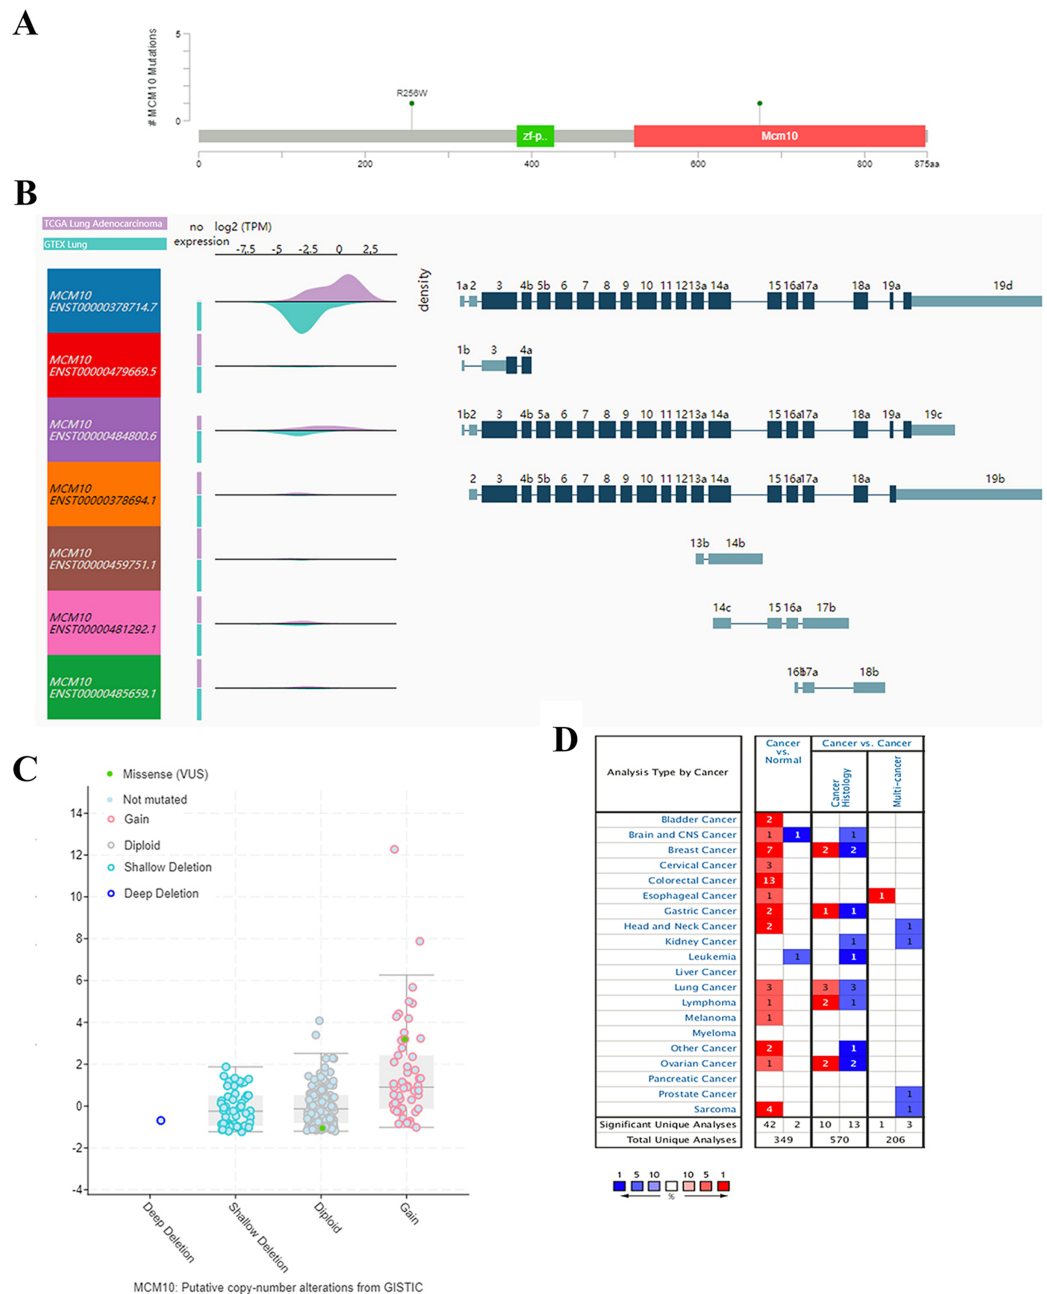 A
# MCM10 Mutations
5
0
R256W
zf-p..
Mcm10
0
200
400
600
800
875aa
B
TCGA Lung Adenocarcinoma
GTEX Lung
no expression
log2 (TPM)
-7,5 -5 -2,5 0 2,5
density
MCM10
ENST00000378714.7
1a 2 3 4b 5b 6 7 8 9 10 11 12 13a 14a 15 16a 17a 18a 19a 19d
MCM10
ENST00000479669.5
1b 3 4a
MCM10
ENST00000484800.6
1b 2 3 4b 5a 6 7 8 9 10 11 12 13a 14a 15 16a 17a 18a 19a 19c
MCM10
ENST00000378694.1
2 3 4b 5b 6 7 8 9 10 11 12 13a 14a 15 16a 17a 18a 19b
MCM10
ENST00000459751.1
13b 14b
MCM10
ENST00000481292.1
14c 15 16a 17b
MCM10
ENST00000485659.1
16b 17a 18b
C
Missense (VUS)
Not mutated
Gain
Diploid
Shallow Deletion
Deep Deletion
14
12
10
8
6
4
2
0
-2
-4
Deep Deletion
Shallow Deletion
Diploid
Gain
MCM10: Putative copy-number alterations from GISTIC
D
Analysis Type by Cancer
Cancer vs. Normal
Cancer vs. Cancer
Cancer Histology
Multi-cancer
Bladder Cancer 2
Brain and CNS Cancer 1 1 1
Breast Cancer 7 2 2
Cervical Cancer 3
Colorectal Cancer 13
Esophageal Cancer 1 1
Gastric Cancer 2 1 1
Head and Neck Cancer 2 1
Kidney Cancer 1 1
Leukemia 1 1
Liver Cancer
Lung Cancer 3 3 3
Lymphoma 1 2 1
Melanoma 1
Myeloma
Other Cancer 2 1
Ovarian Cancer 1 2 2
Pancreatic Cancer
Prostate Cancer 1
Sarcoma 4 1
Significant Unique Analyses 42 2 10 13 1 3
Total Unique Analyses 349 570 206
1 5 10 10 5 1
%